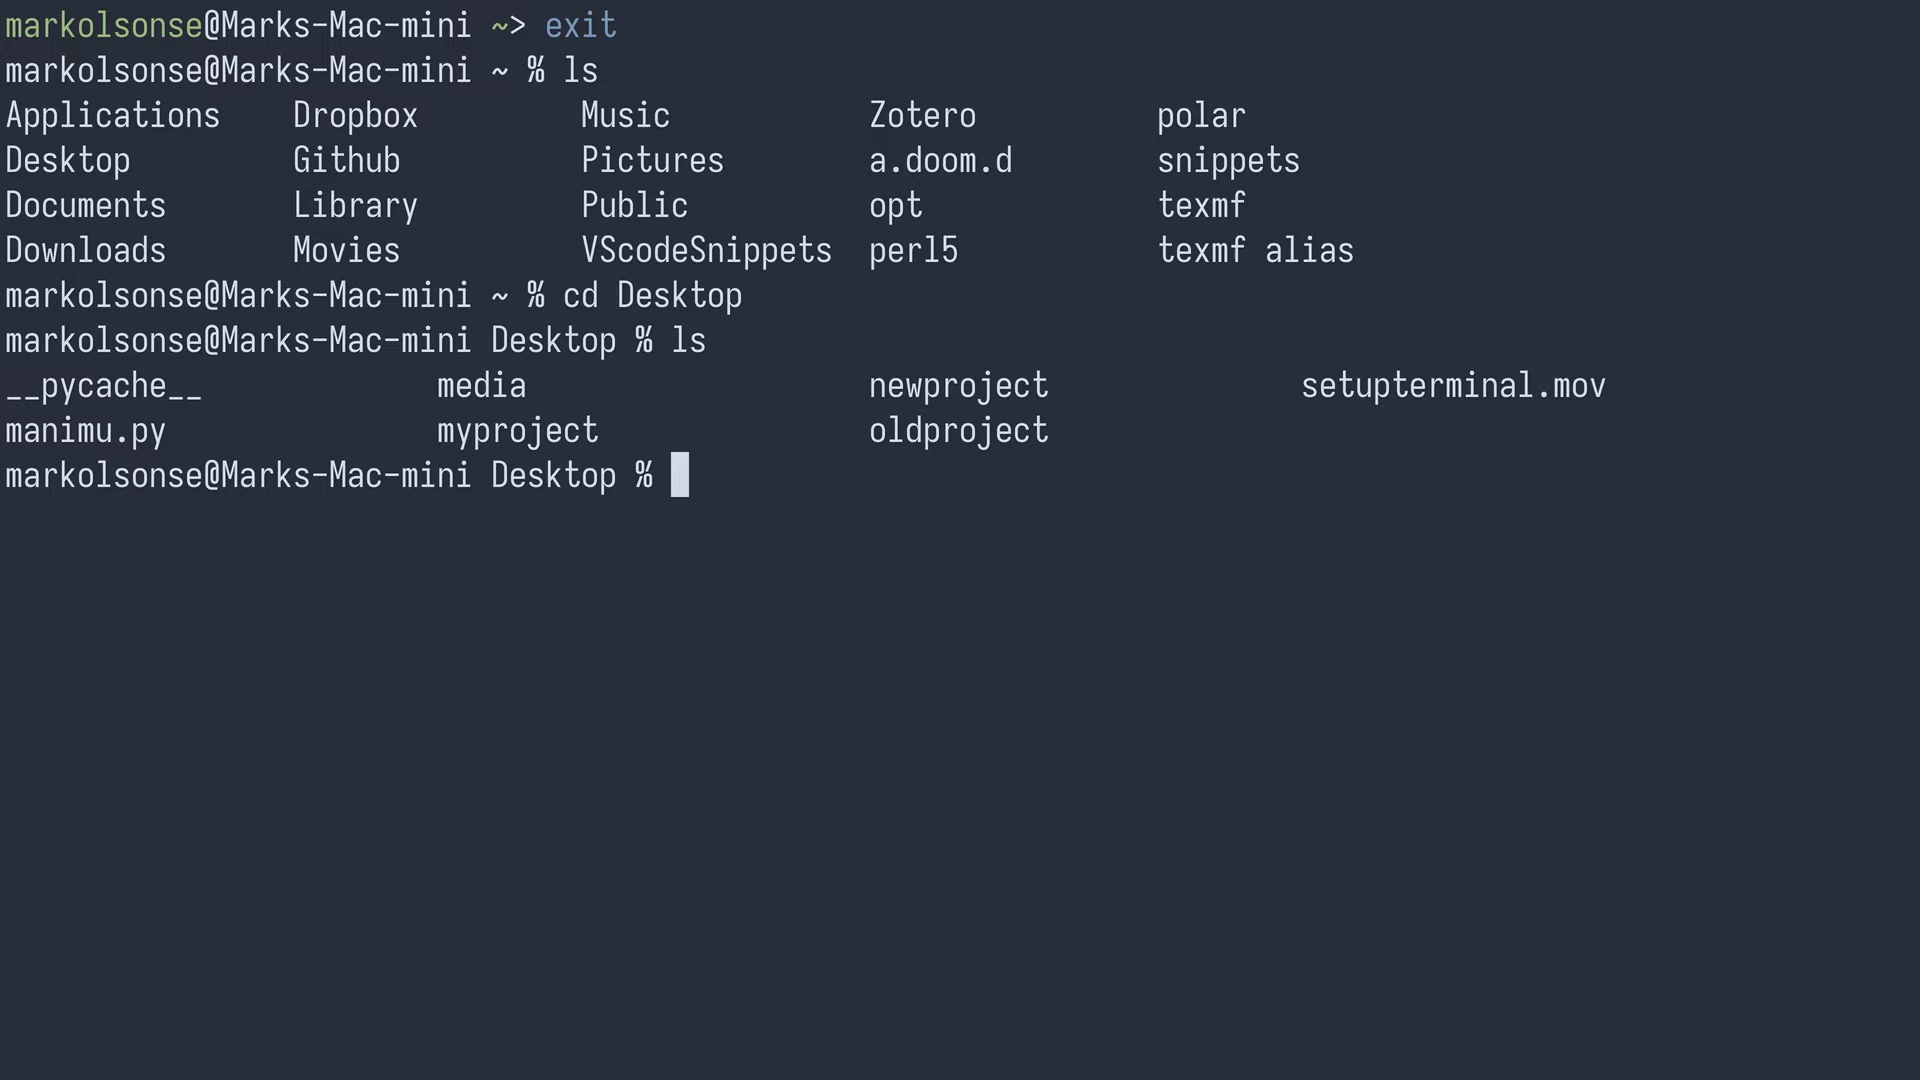 markolsonse@Marks-Mac-mini ~> exit
markolsonse@Marks-Mac-mini ~ % ls
Applications    Dropbox         Music           Zotero          polar
Desktop         Github          Pictures        a.doom.d        snippets
Documents       Library         Public          opt             texmf
Downloads       Movies          VScodeSnippets  perl5           texmf alias
markolsonse@Marks-Mac-mini ~ % cd Desktop
markolsonse@Marks-Mac-mini Desktop % ls
__pycache__             media                   newproject              setupterminal.mov
manimu.py               myproject               oldproject
markolsonse@Marks-Mac-mini Desktop %